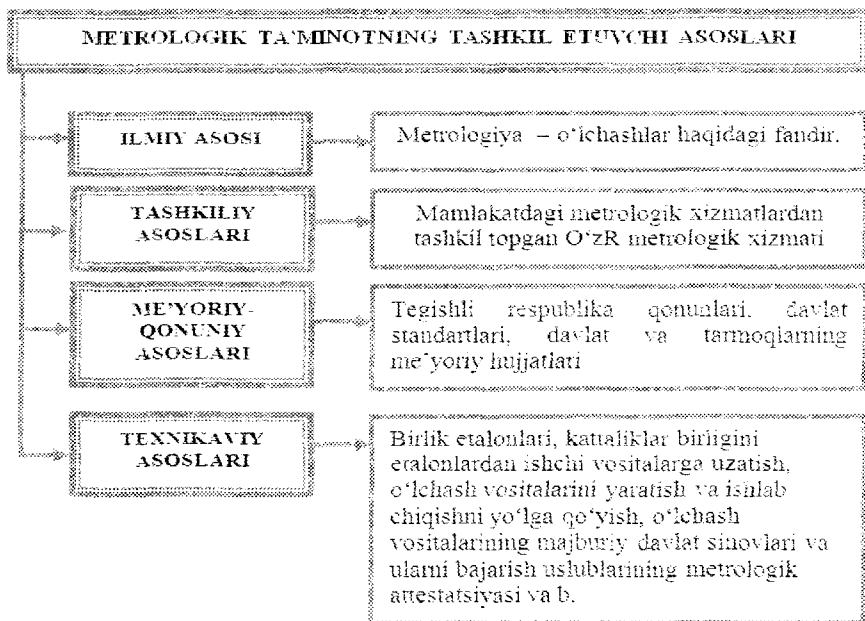 METROLOGIK TA’MINOTNING TASHKIL ETUVCHI ASOSLARI
ILMIY ASOSI
Metrologiya – o‘lchashlar haqidagi fandir.
TASHKILIY
ASOSLARI
Mamlakatdagi metrologik xizmatlardan
tashkil topgan O‘zR metrologik xizmati
ME’YORIY-
QONUNIY
ASOSLARI
Tegishli respublika qonunlari, davlat
standartlari, davlat va tarmoqlarning
me’yoriy hujjatlari
TEXNIKAVIY
ASOSLARI
Birlik etalonlari, kattaliklar birligini
etalonlardan ishchi vositalarga uzatish,
o‘lchash vositalarini yaratish va ishlab
chiqishni yo‘lga qo‘yish, o‘lchash
vositalarining majburiy davlat sinovlari va
ularni bajarish uslublarining metrologik
attestatsiyasi va b.